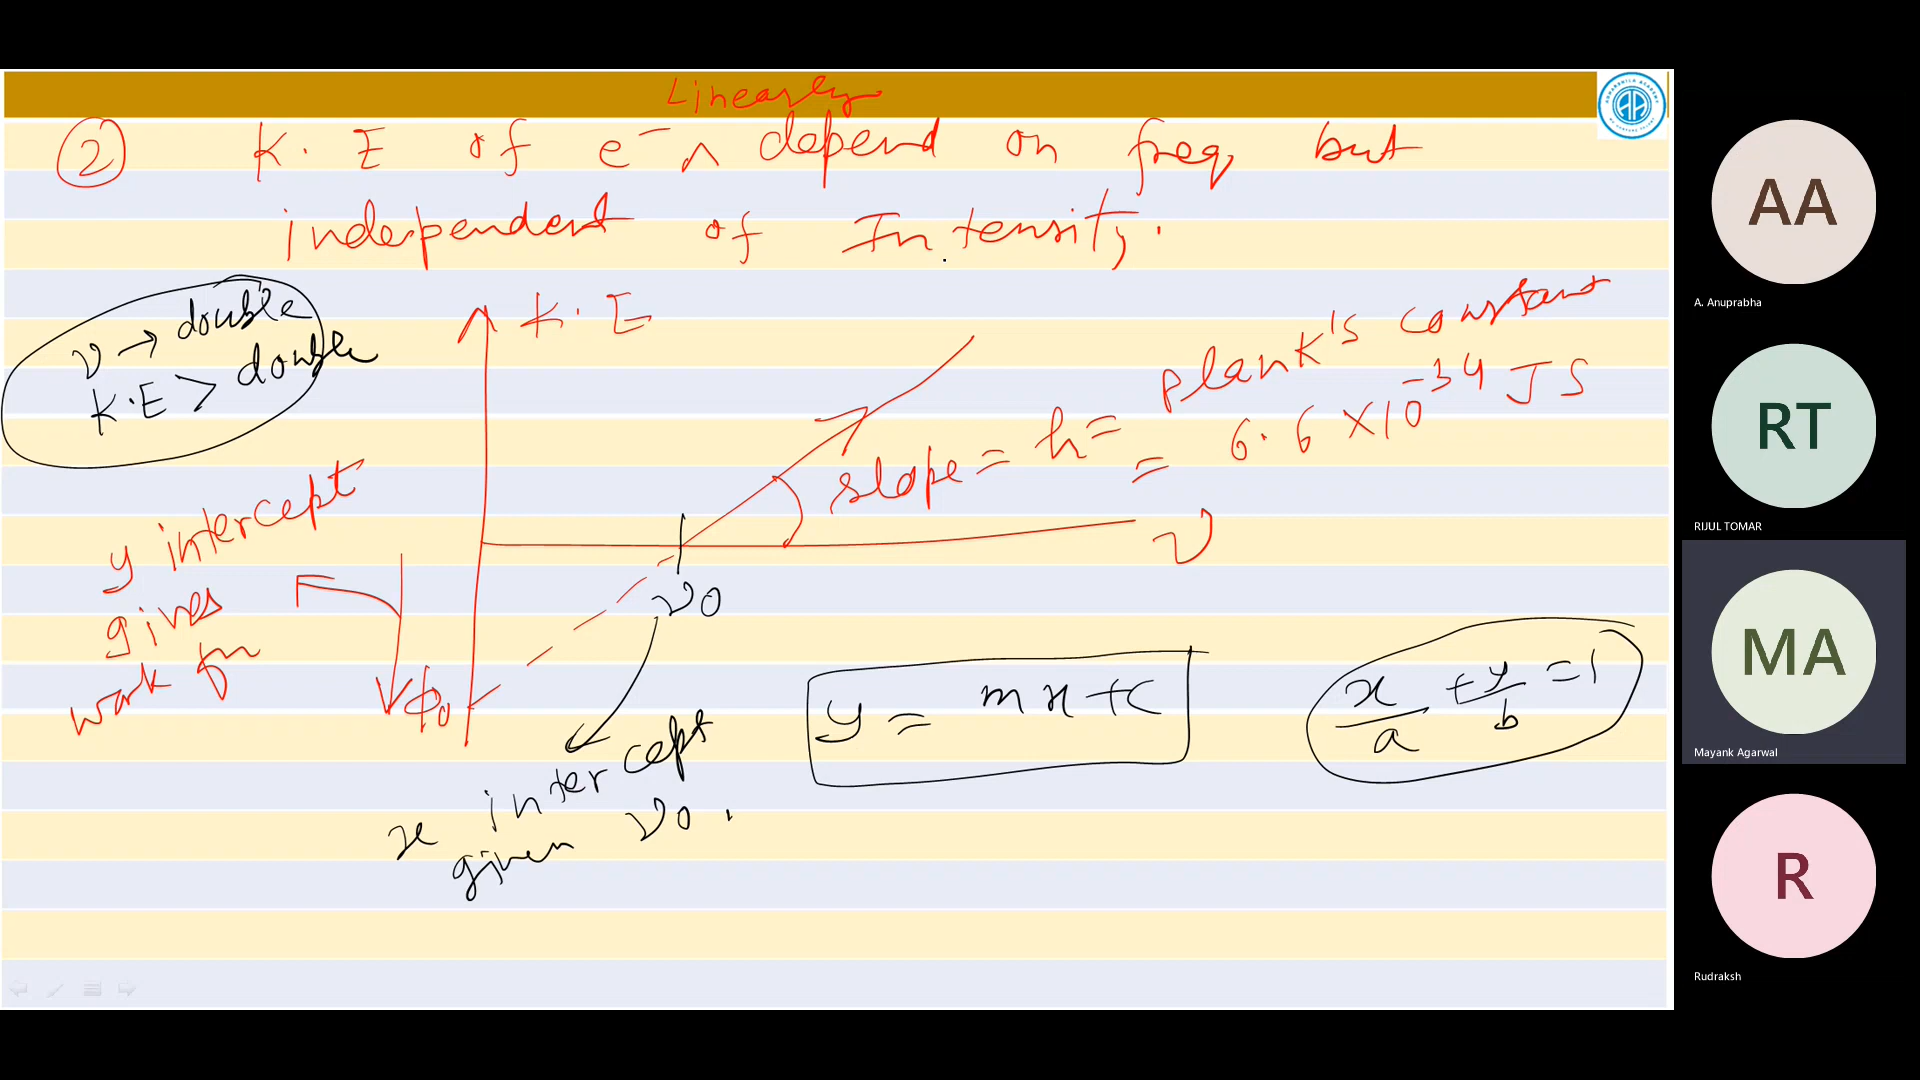 Linearly
② K.E of e⁻ ^ depend on freq but
independent of Intensity.
ν → double
K.E > double
K.E
plank's constant
slope = h =
= 6.6 × 10⁻³⁴ JS
ν
y intercept
gives
work fn
ϕ₀
ν₀
x intercept
given ν₀.
y = mx + c
x/a + y/b = 1
AA
A. Anuprabha
RT
RIJUL TOMAR
MA
Mayank Agarwal
R
Rudraksh